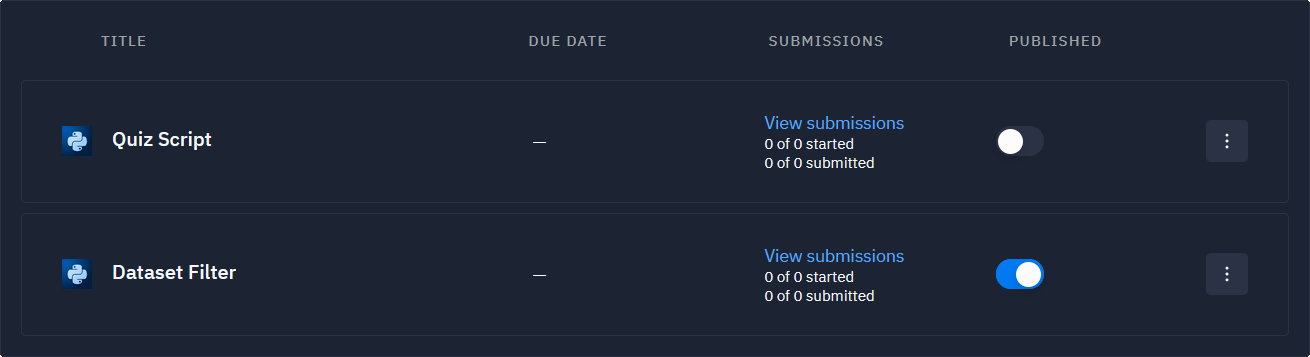 TITLE DUE DATE SUBMISSIONS PUBLISHED
Quiz Script — View submissions
0 of 0 started
0 of 0 submitted
Dataset Filter — View submissions
0 of 0 started
0 of 0 submitted